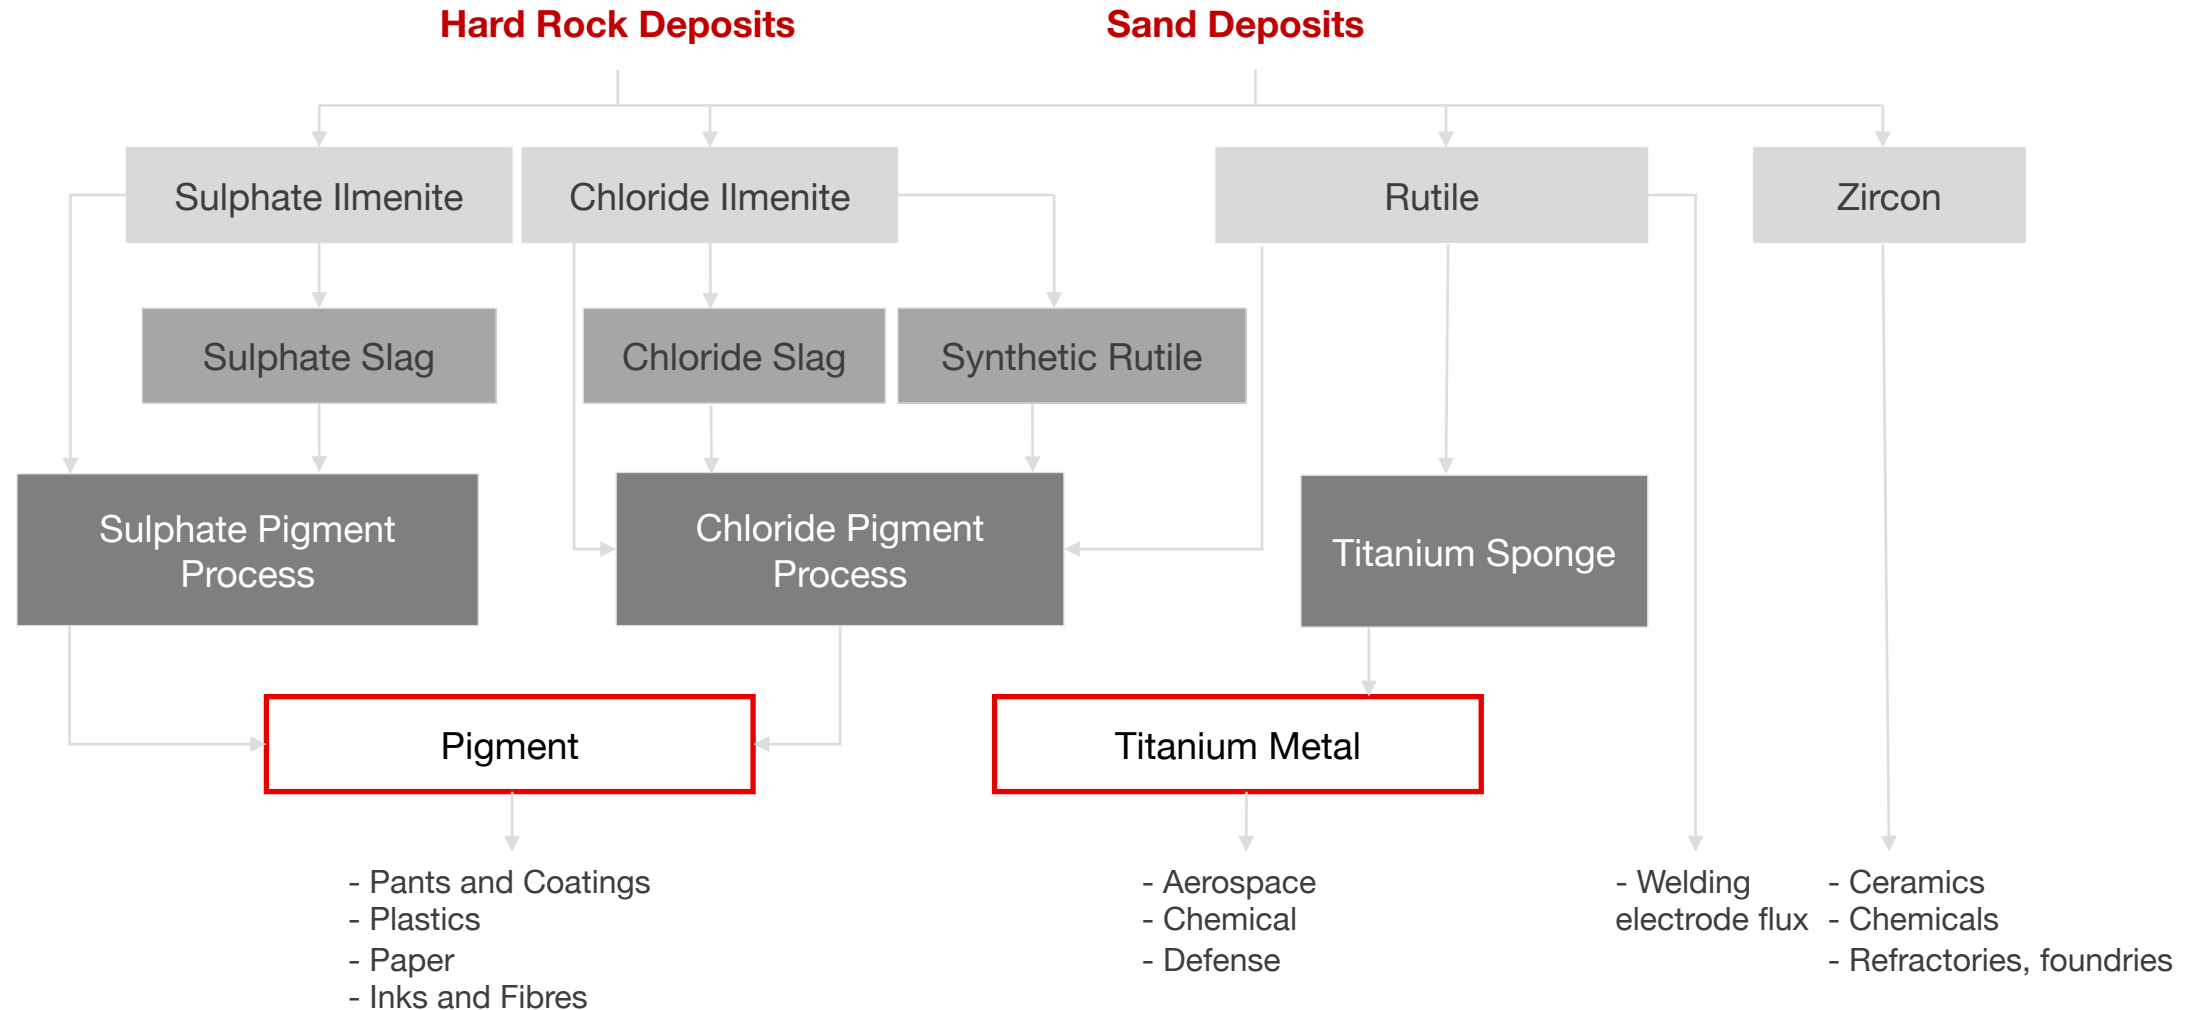 Hard Rock Deposits
Sand Deposits
Sulphate Ilmenite
Chloride Ilmenite
Rutile
Zircon
Sulphate Slag
Chloride Slag
Synthetic Rutile
Sulphate Pigment
Process
Chloride Pigment
Process
Titanium Sponge
Pigment
Titanium Metal
- Pants and Coatings
- Plastics
- Paper
- Inks and Fibres
- Aerospace
- Chemical
- Defense
- Welding
electrode flux
- Ceramics
- Chemicals
- Refractories, foundries